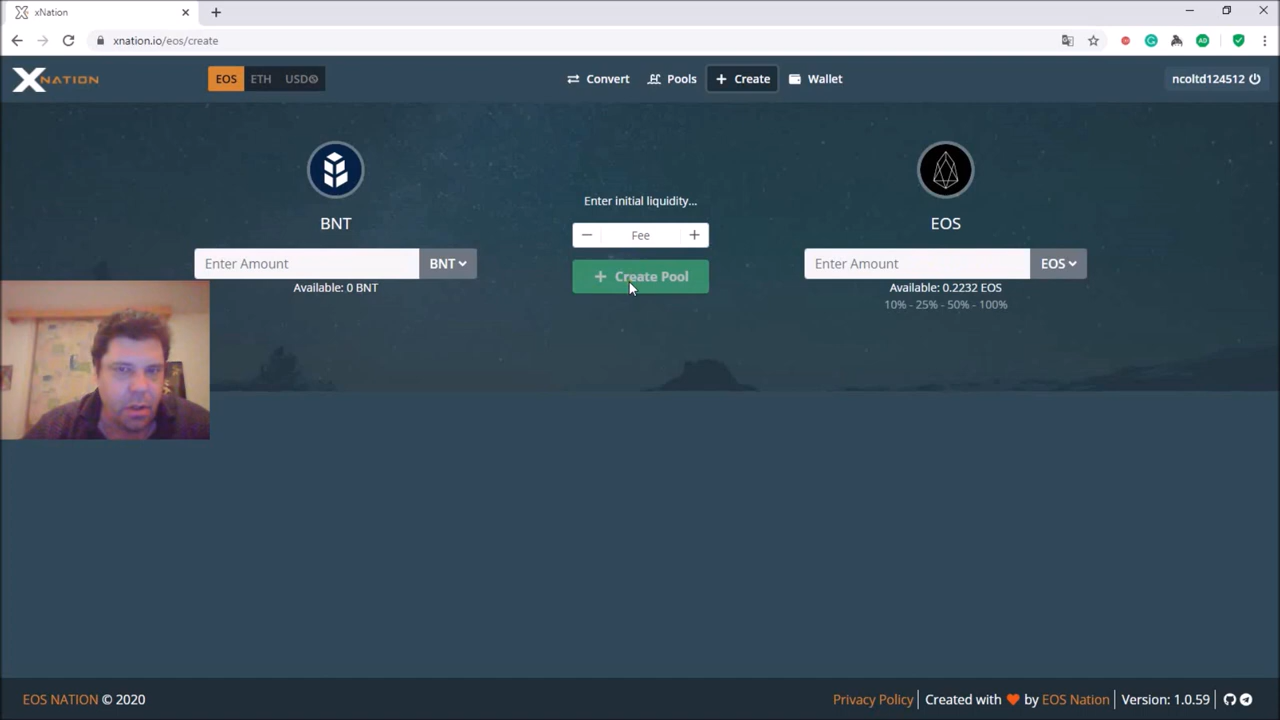 xNation
xnation.io/eos/create
XNATION
EOS ETH USD
Convert Pools Create Wallet
ncoltd124512
BNT
Enter Amount
BNT
Available: 0 BNT
Enter initial liquidity...
Fee
Create Pool
EOS
Enter Amount
EOS
Available: 0.2232 EOS
10% - 25% - 50% - 100%
EOS NATION © 2020
Privacy Policy | Created with ❤ by EOS Nation | Version: 1.0.59